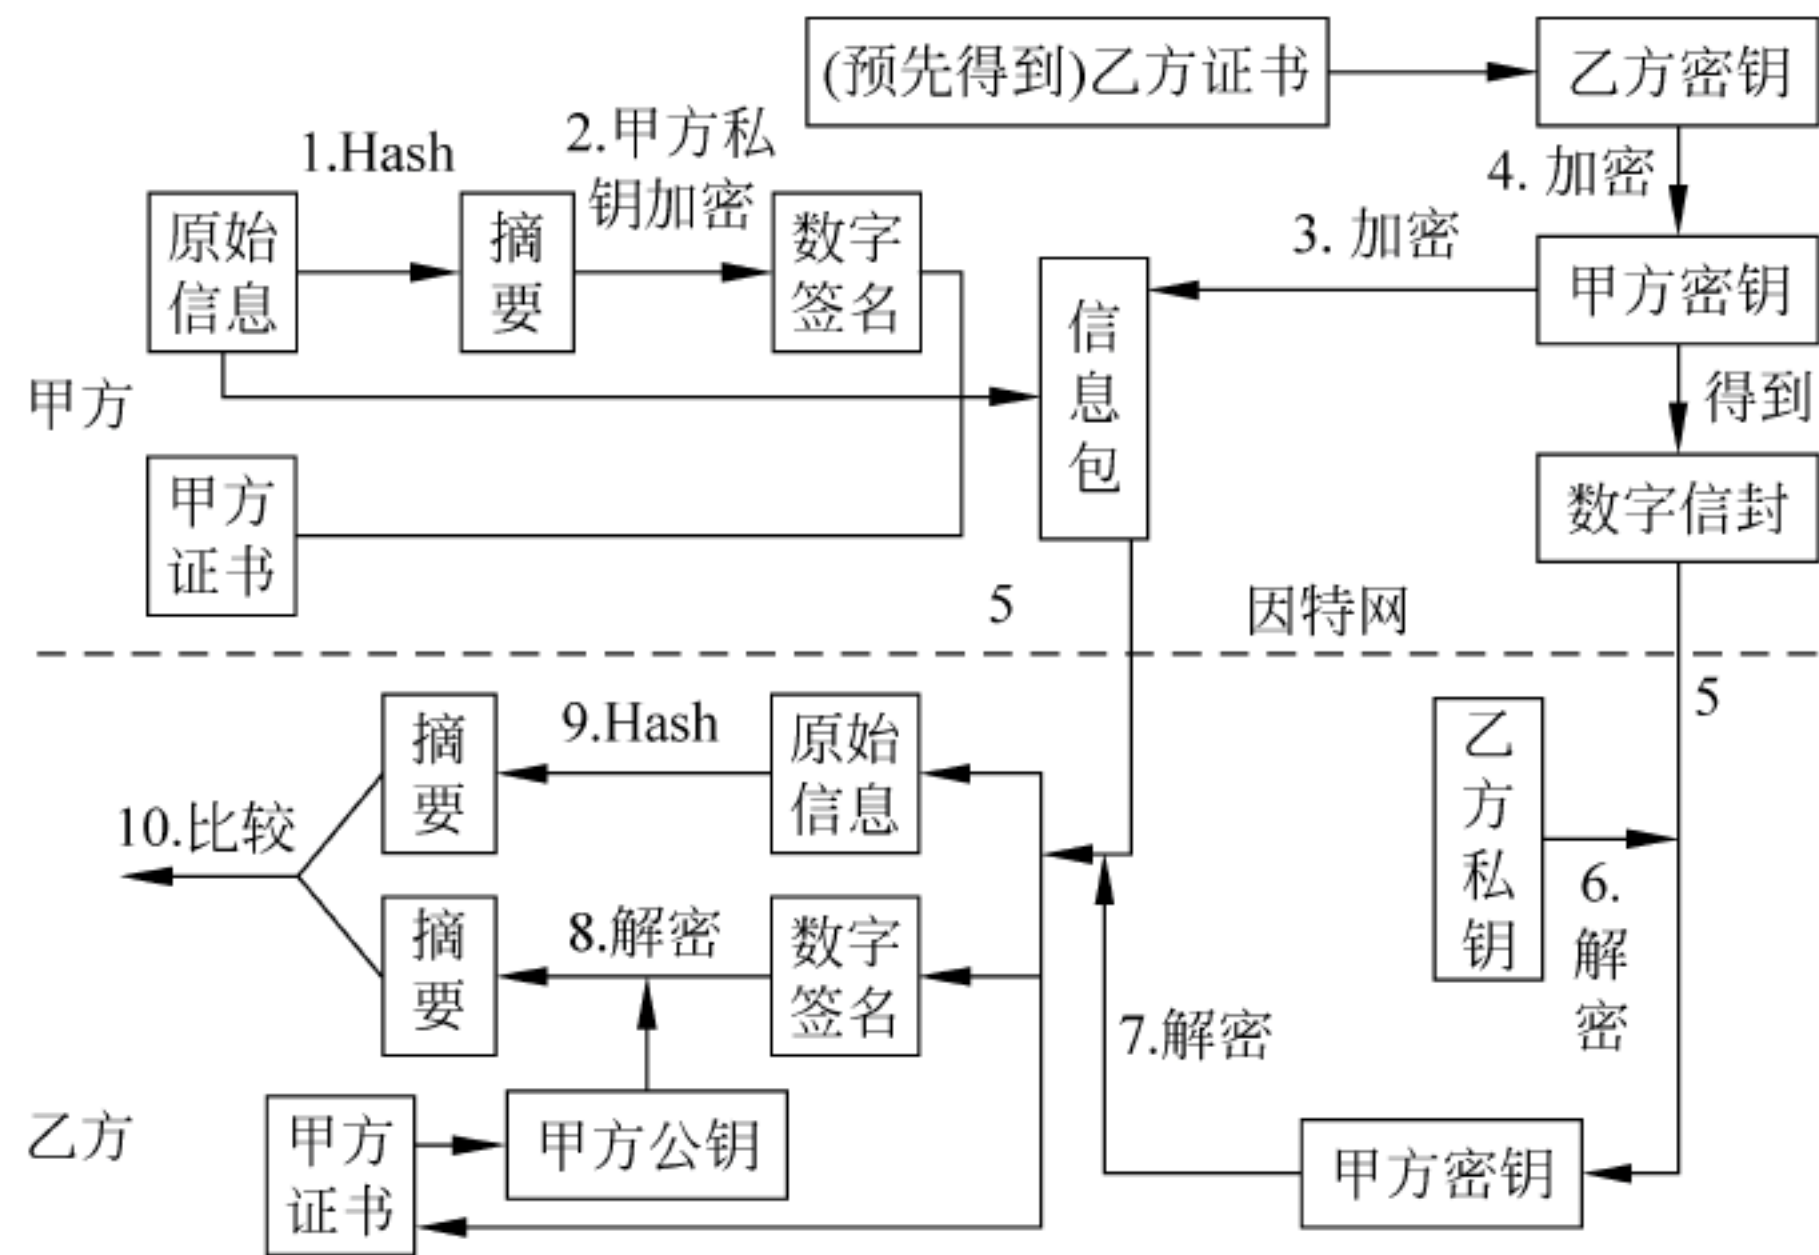 (预先得到)乙方证书
乙方密钥
1.Hash
2.甲方私
钥加密
4. 加密
原始
信息
摘
要
数字
签名
3. 加密
信
息
包
甲方密钥
甲方
得到
甲方
证书
数字信封
5
因特网
5
摘
要
9.Hash
原始
信息
乙
方
私
钥
10.比较
6.
解
密
摘
要
8.解密
数字
签名
7.解密
乙方
甲方
证书
甲方公钥
甲方密钥